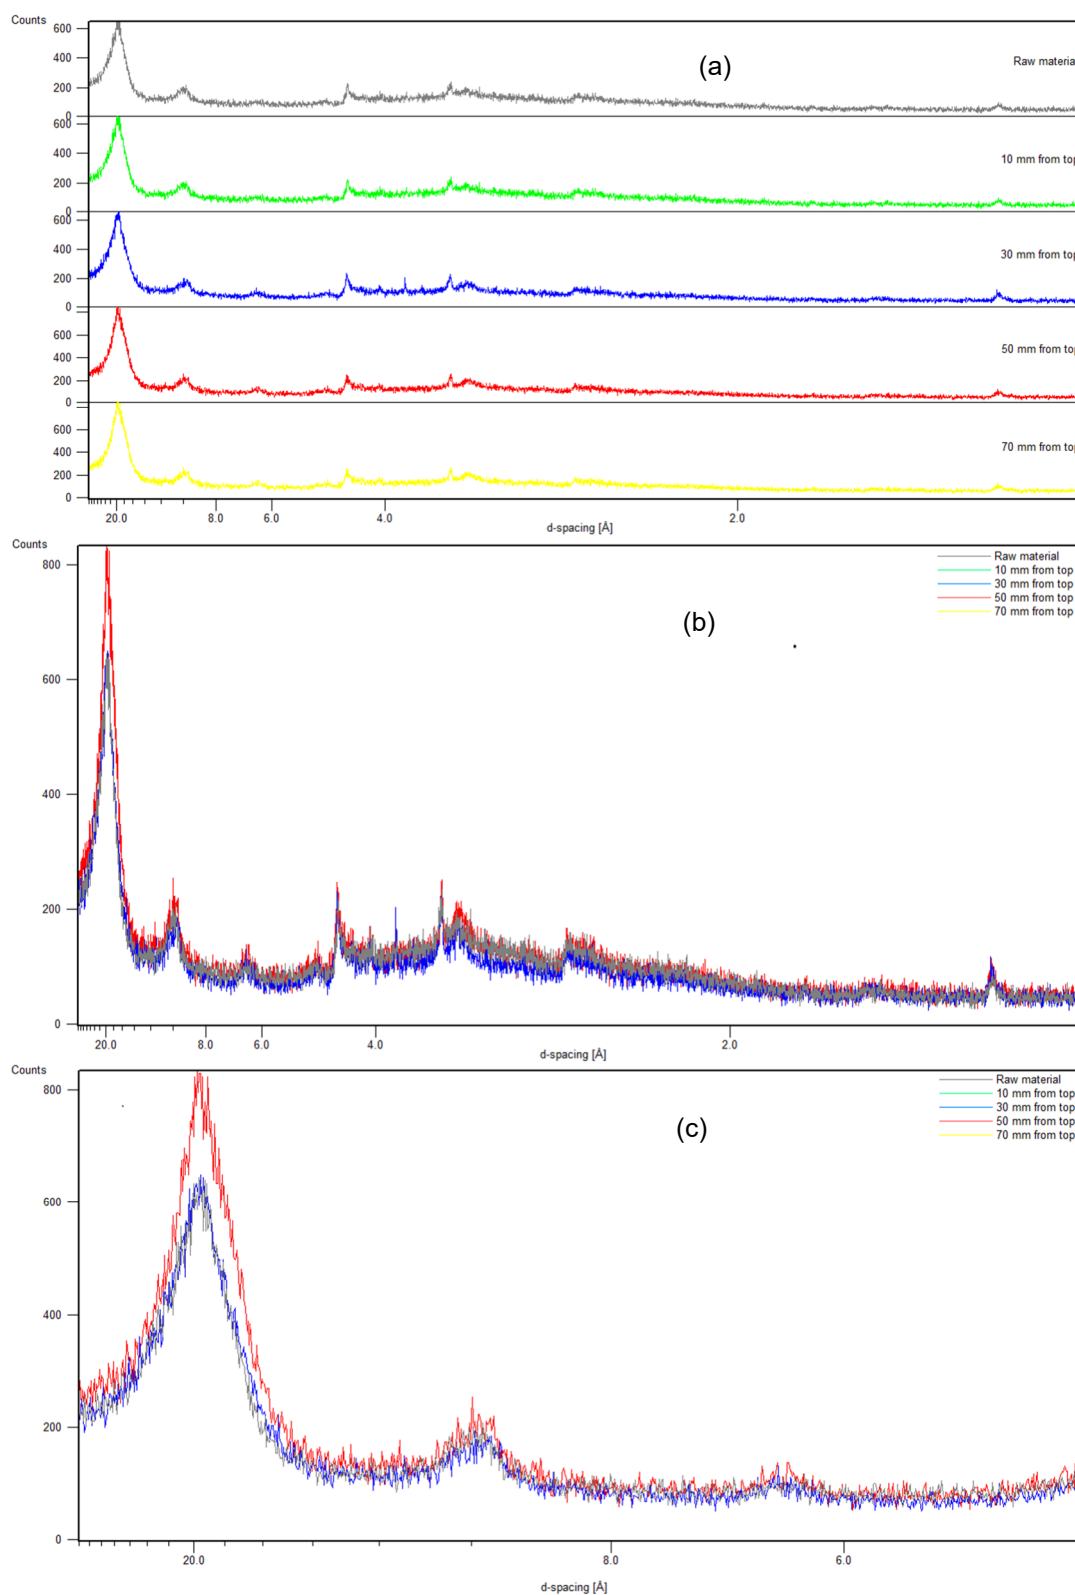 Counts
600
400
200
0
(a)
Raw material
600
400
200
0
10 mm from top
600
400
200
0
30 mm from top
600
400
200
0
50 mm from top
600
400
200
0
70 mm from top
20.0 8.0 6.0 4.0 2.0
d-spacing [Å]
Counts
800
600
400
200
0
(b)
Raw material
10 mm from top
30 mm from top
50 mm from top
70 mm from top
20.0 8.0 6.0 4.0 2.0
d-spacing [Å]
Counts
800
600
400
200
0
(c)
Raw material
10 mm from top
30 mm from top
50 mm from top
70 mm from top
20.0 8.0 6.0
d-spacing [Å]